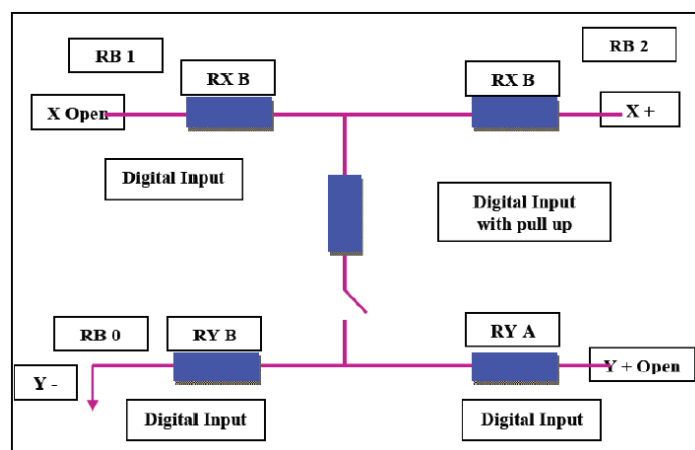 RB 1
RB 2
RX B
RX B
X Open
X +
Digital Input
Digital Input
with pull up
RB 0
RY B
RY A
Y -
Y + Open
Digital Input
Digital Input